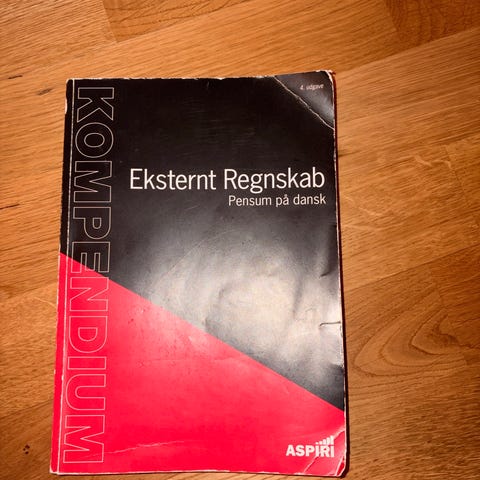 4. udgave
KOMPENDIUM
Eksternt Regnskab
Pensum på dansk
ASPIRI